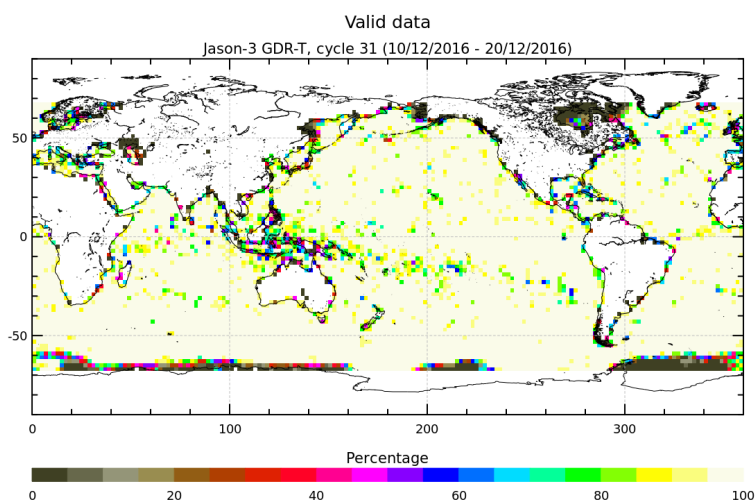 Valid data
Jason-3 GDR-T, cycle 31 (10/12/2016 - 20/12/2016)
50
0
-50
0 100 200 300
Percentage
0 20 40 60 80 100